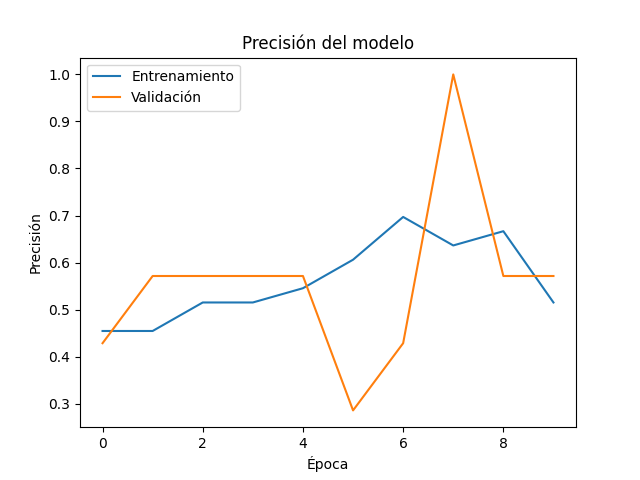 Precisión del modelo
Entrenamiento
Validación
1.0
0.9
0.8
0.7
0.6
0.5
0.4
0.3
Precisión
0 2 4 6 8
Época